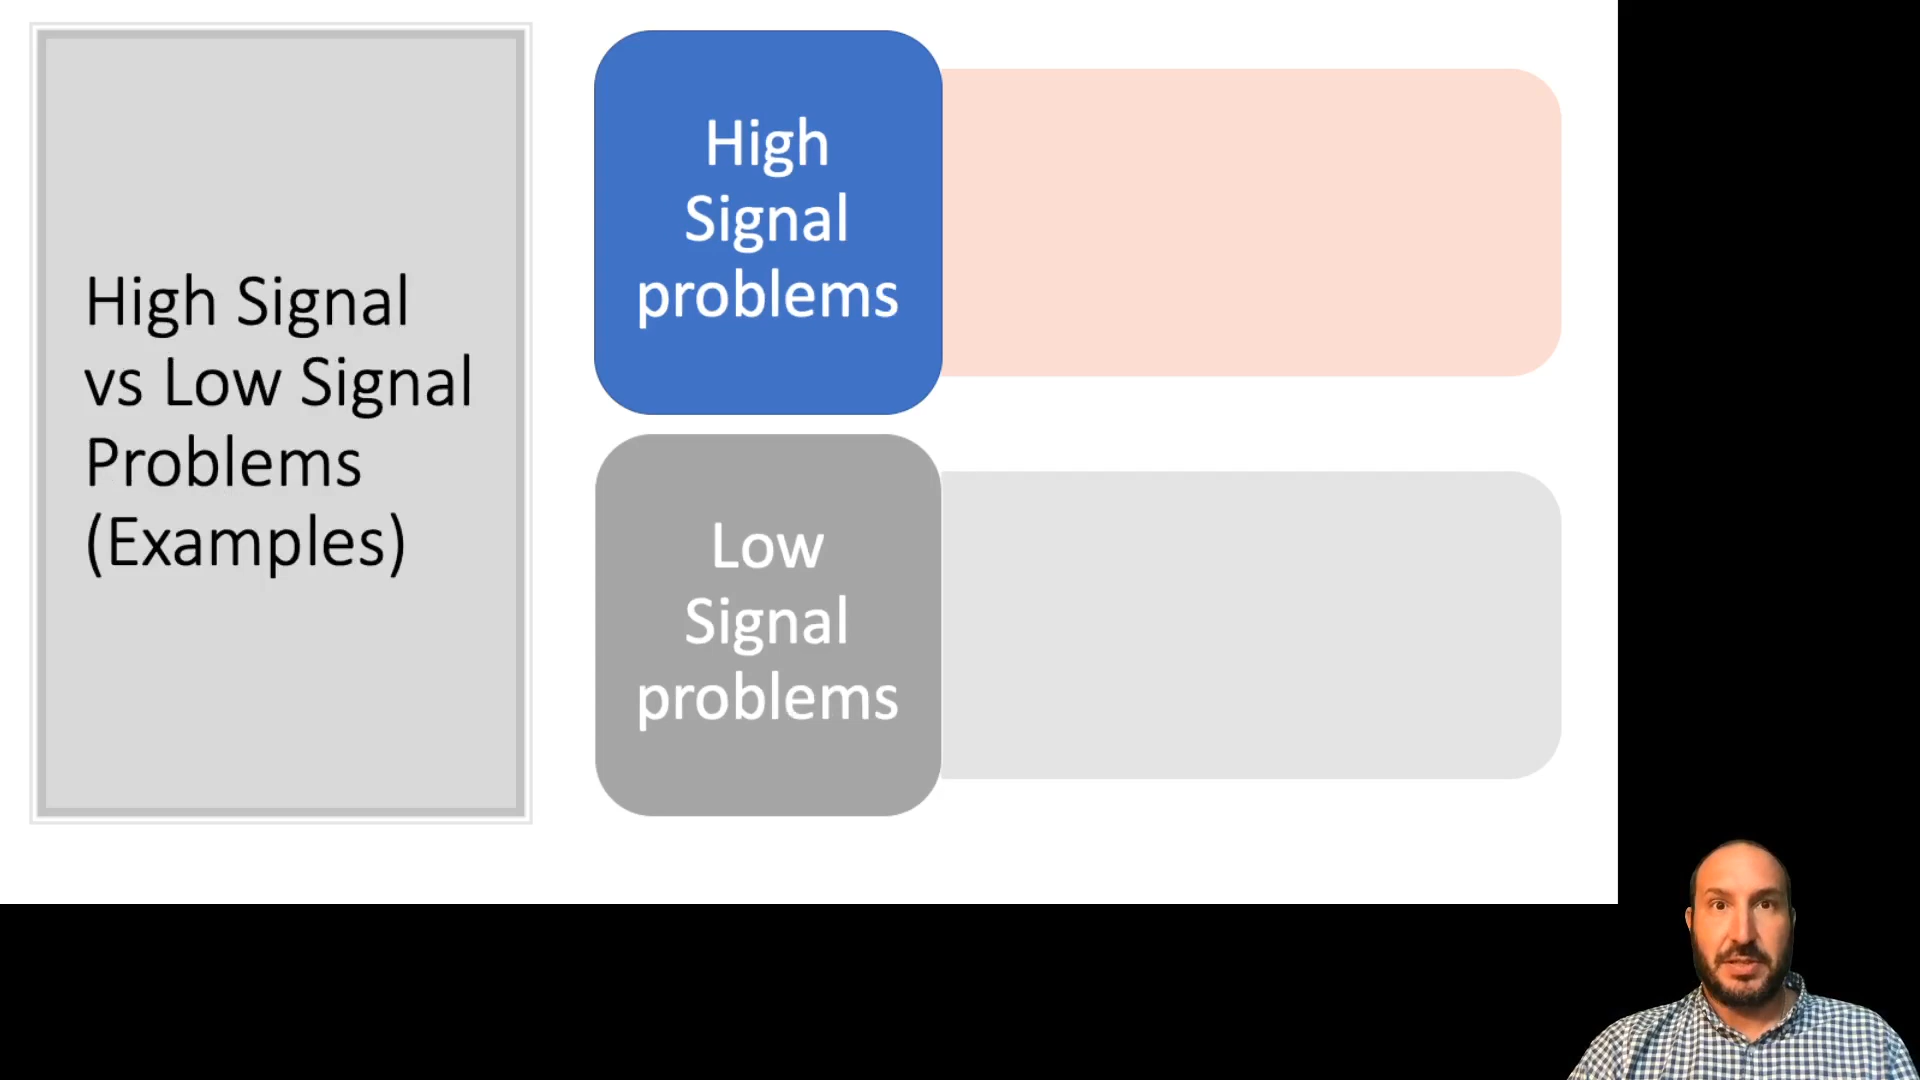 High Signal
vs Low Signal
Problems
(Examples)
High
Signal
problems
Low
Signal
problems